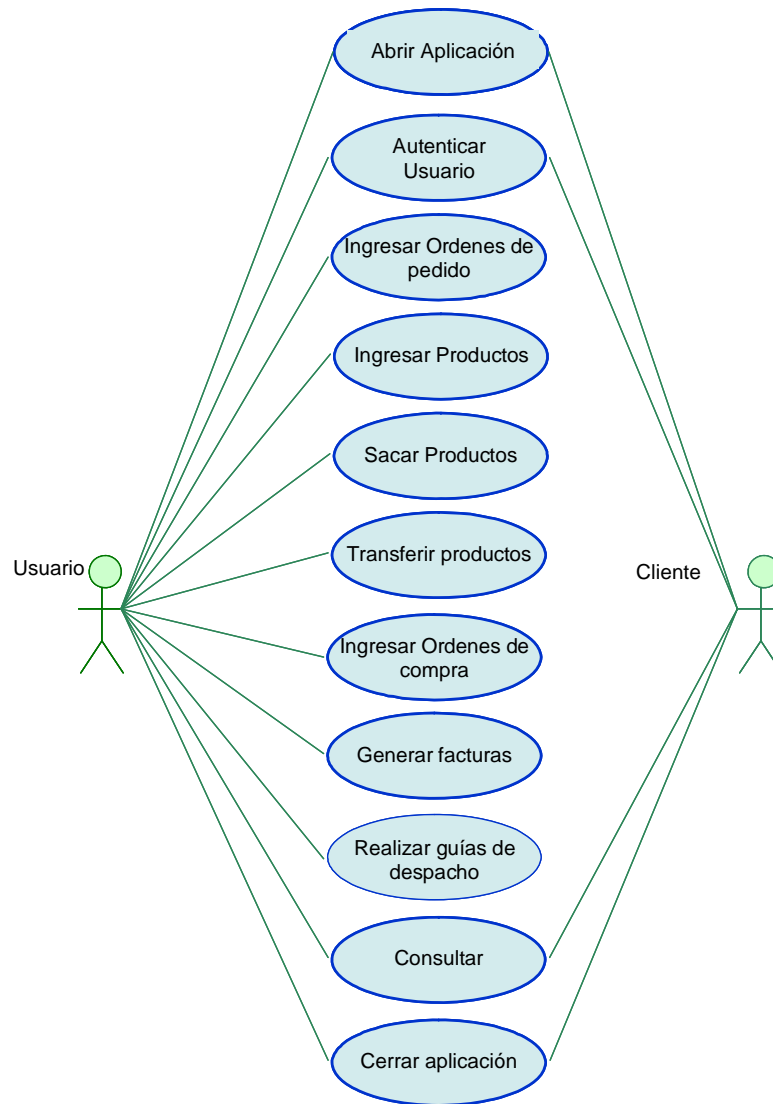 Abrir Aplicación
Autenticar
Usuario
Ingresar Ordenes de
pedido
Ingresar Productos
Sacar Productos
Transferir productos
Usuario
Cliente
Ingresar Ordenes de
compra
Generar facturas
Realizar guías de
despacho
Consultar
Cerrar aplicación